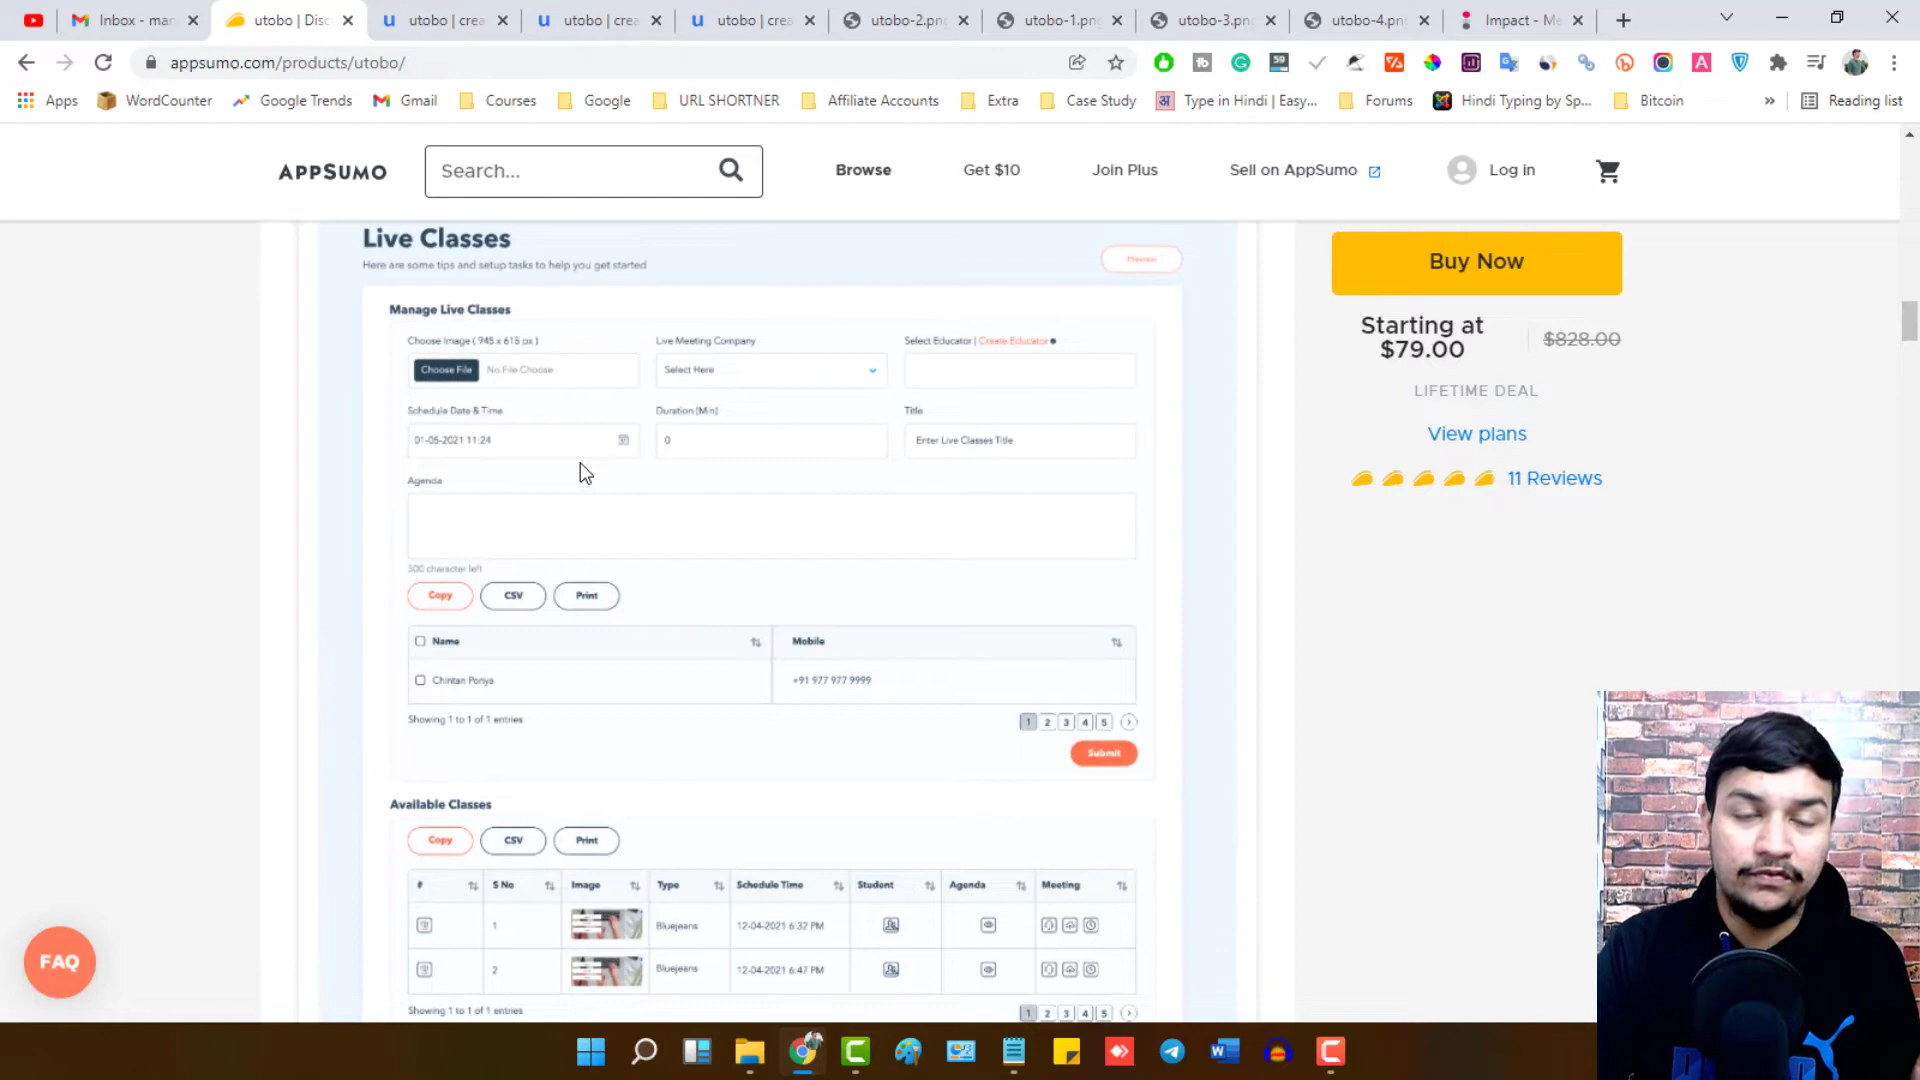 Inbox - mar
utobo | Disc
utobo | crea
utobo | crea
utobo | crea
utobo-2.png
utobo-1.png
utobo-3.png
utobo-4.png
Impact - Me
appsumo.com/products/utobo/
59
Apps
WordCounter
Google Trends
Gmail
Courses
Google
URL SHORTNER
Affiliate Accounts
Extra
Case Study
Type in Hindi | Easy...
Forums
Hindi Typing by Sp...
Bitcoin
»
Reading list
APPSUMO
Search...
Browse
Get $10
Join Plus
Sell on AppSumo
Log in
Live Classes
Here are some tips and setup tasks to help you get started
Preview
Buy Now
Starting at
$79.00
$828.00
LIFETIME DEAL
View plans
11 Reviews
Manage Live Classes
Choose Image ( 945 x 615 px )
Live Meeting Company
Select Educator | Create Educator
Choose File
No File Choose
Select Here
Schedule Date & Time
Duration (Min)
Title
01-05-2021 11:24
0
Enter Live Classes Title
Agenda
300 character left
Copy
CSV
Print
Name
Mobile
Chintan Poriya
+91 977 977 9999
Showing 1 to 1 of 1 entries
1 2 3 4 5
Submit
Available Classes
Copy
CSV
Print
# S No Image Type Schedule Time Student Agenda Meeting
1 Bluejeans 12-04-2021 6:32 PM
2 Bluejeans 12-04-2021 6:47 PM
Showing 1 to 1 of 1 entries
1 2 3 4 5
FAQ